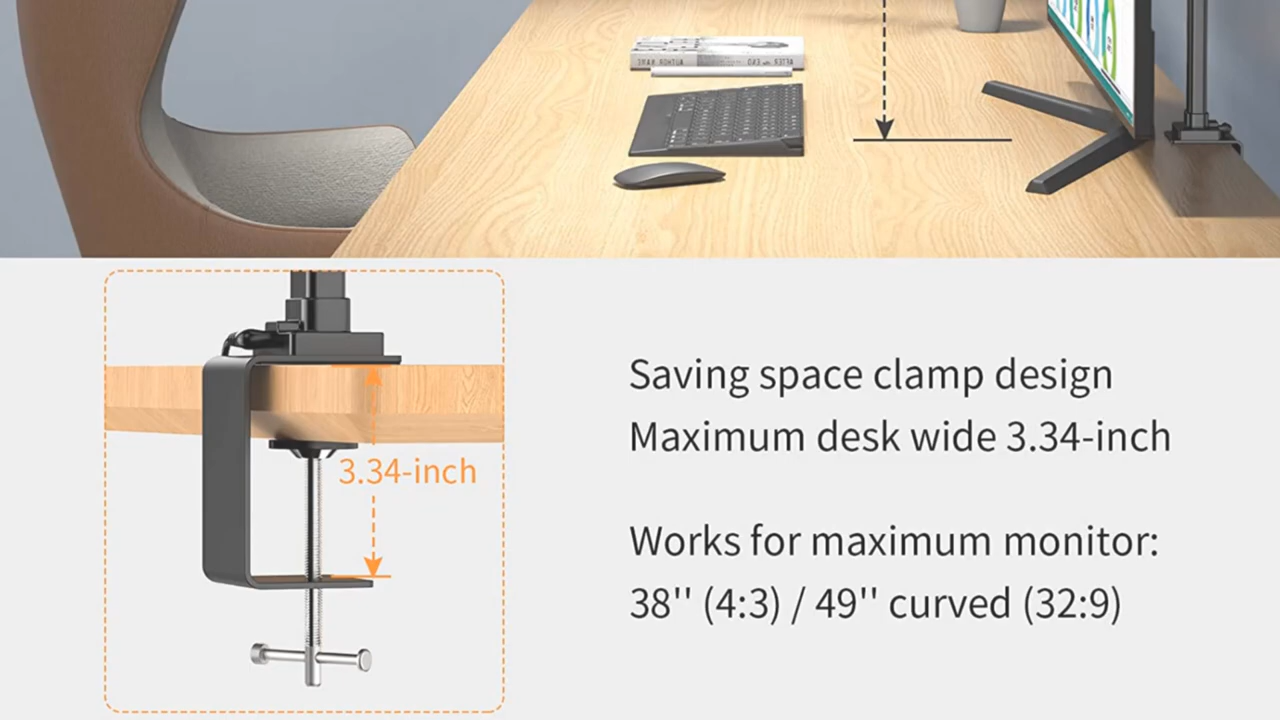 3.34-inch
Saving space clamp design
Maximum desk wide 3.34-inch
Works for maximum monitor:
38'' (4:3) / 49'' curved (32:9)